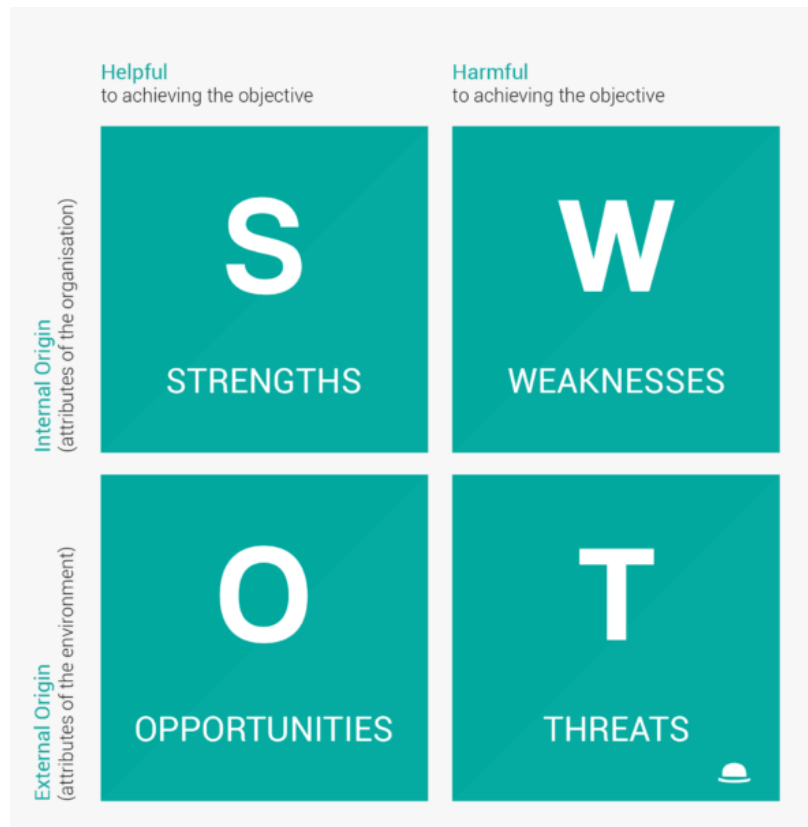 Helpful
to achieving the objective
Harmful
to achieving the objective
Internal Origin
(attributes of the organisation)
S
STRENGTHS
W
WEAKNESSES
External Origin
(attributes of the environment)
O
OPPORTUNITIES
T
THREATS